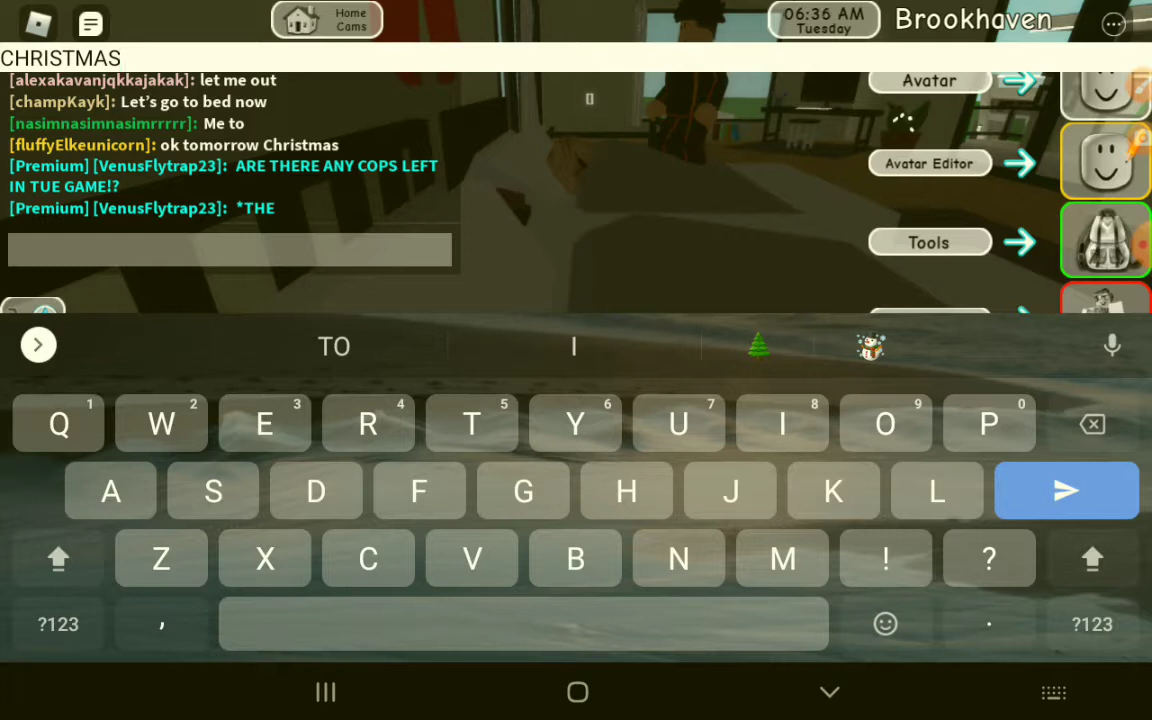 Home
Cams
06:36 AM
Tuesday
Brookhaven
CHRISTMAS
[alexakavanjqkkajakak]: let me out
[champKayk]: Let's go to bed now
[nasimnasimnasimrrrrr]: Me to
[fluffyElkeunicorn]: ok tomorrow Christmas
[Premium] [VenusFlytrap23]: ARE THERE ANY COPS LEFT
IN TUE GAME!?
[Premium] [VenusFlytrap23]: *THE
Avatar
Avatar Editor
Tools
TO I
Q 1 W 2 E 3 R 4 T 5 Y 6 U 7 I 8 O 9 P 0
A S D F G H J K L
Z X C V B N M ! ?
?123 , . ?123